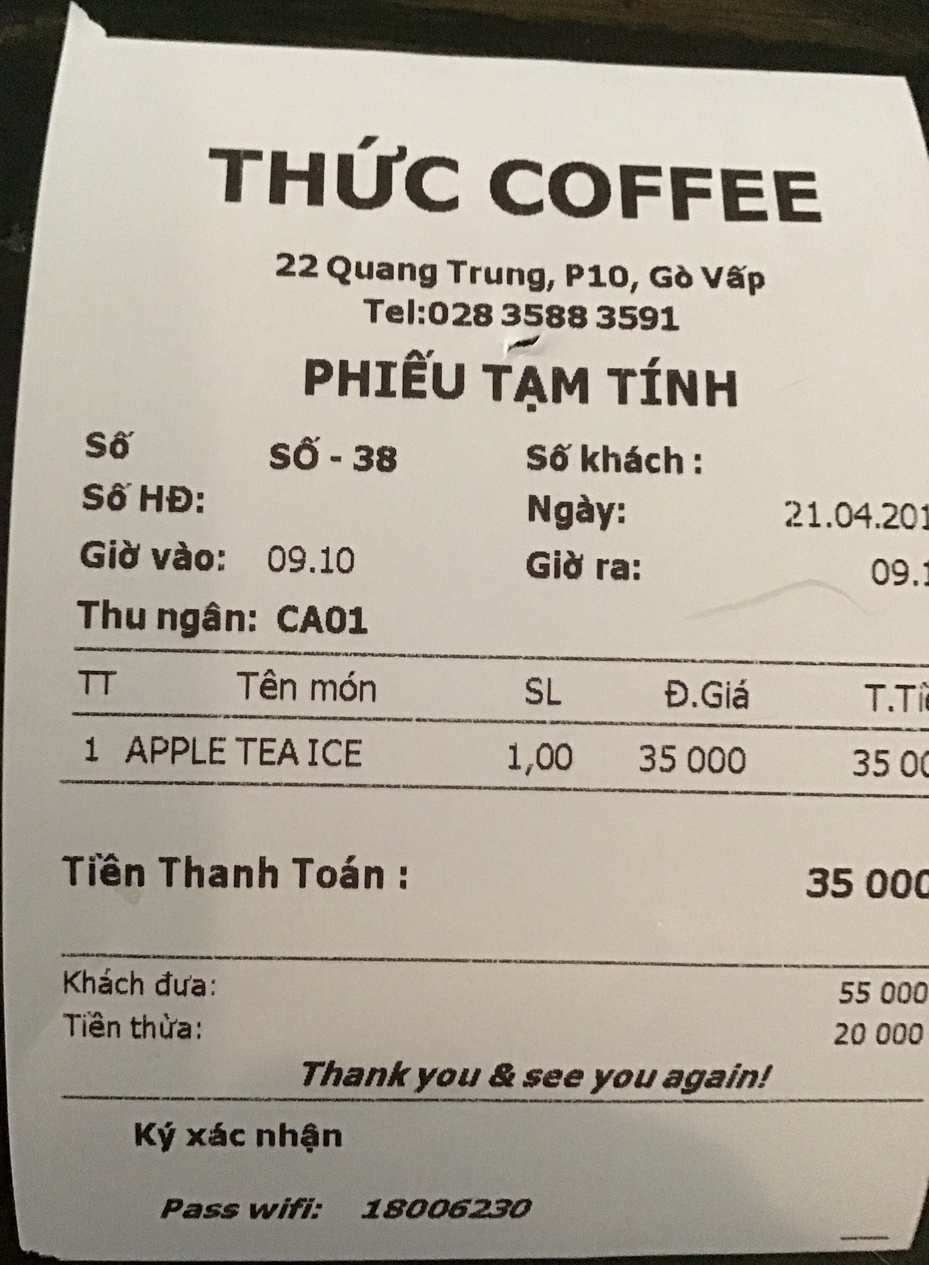 THỨC COFFEE
22 Quang Trung, P10, Gò Vấp
Tel:028 3588 3591
PHIẾU TẠM TÍNH
Số SỐ - 38 Số khách :
Số HĐ: Ngày: 21.04.201
Giờ vào: 09.10 Giờ ra: 09.1
Thu ngân: CA01
TT Tên món SL Đ.Giá T.Tiề
1 APPLE TEA ICE 1,00 35 000 35 00
Tiền Thanh Toán : 35 000
Khách đưa: 55 000
Tiền thừa: 20 000
Thank you & see you again!
Ký xác nhận
Pass wifi: 18006230